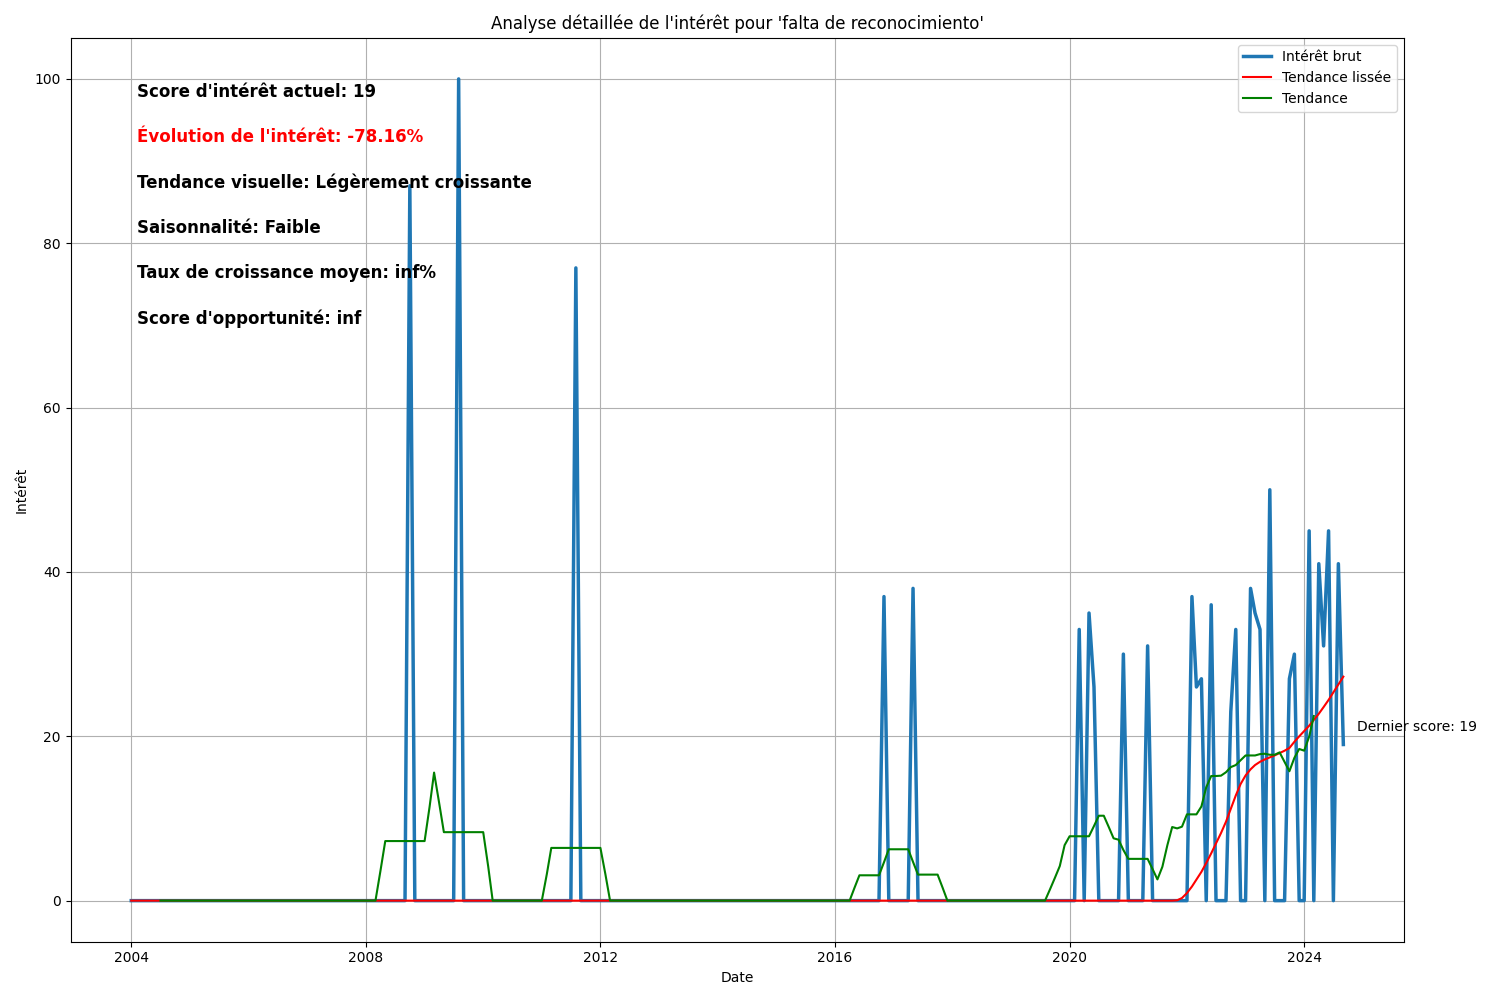 Analyse détaillée de l'intérêt pour 'falta de reconocimiento'
Intérêt brut
Tendance lissée
Tendance
Score d'intérêt actuel: 19
Évolution de l'intérêt: -78.16%
Tendance visuelle: Légèrement croissante
Saisonnalité: Faible
Taux de croissance moyen: inf%
Score d'opportunité: inf
100
80
60
40
20
0
Intérêt
Dernier score: 19
2004
2008
2012
2016
2020
2024
Date